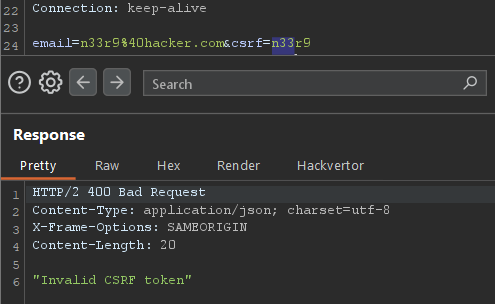 22 Connection: keep-alive
23
24 email=n33r9%40hacker.com&csrf=n33r9
Search
Response
Pretty Raw Hex Render Hackvertor
1 HTTP/2 400 Bad Request
2 Content-Type: application/json; charset=utf-8
3 X-Frame-Options: SAMEORIGIN
4 Content-Length: 20
5
6 "Invalid CSRF token"